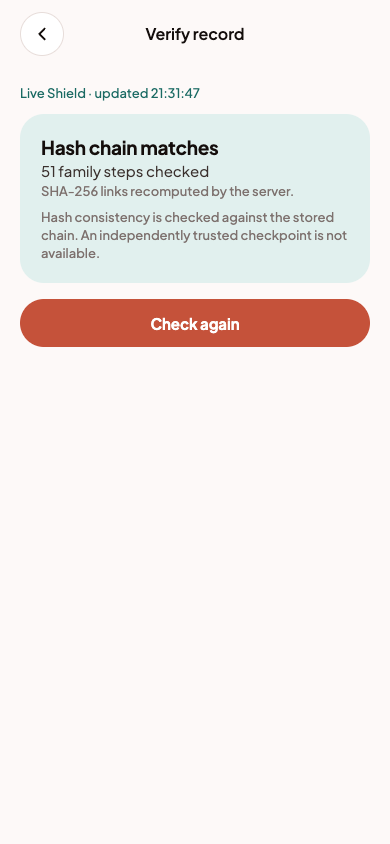 Verify record
Live Shield · updated 21:31:47
Hash chain matches
51 family steps checked
SHA-256 links recomputed by the server.
Hash consistency is checked against the stored
chain. An independently trusted checkpoint is not
available.
Check again